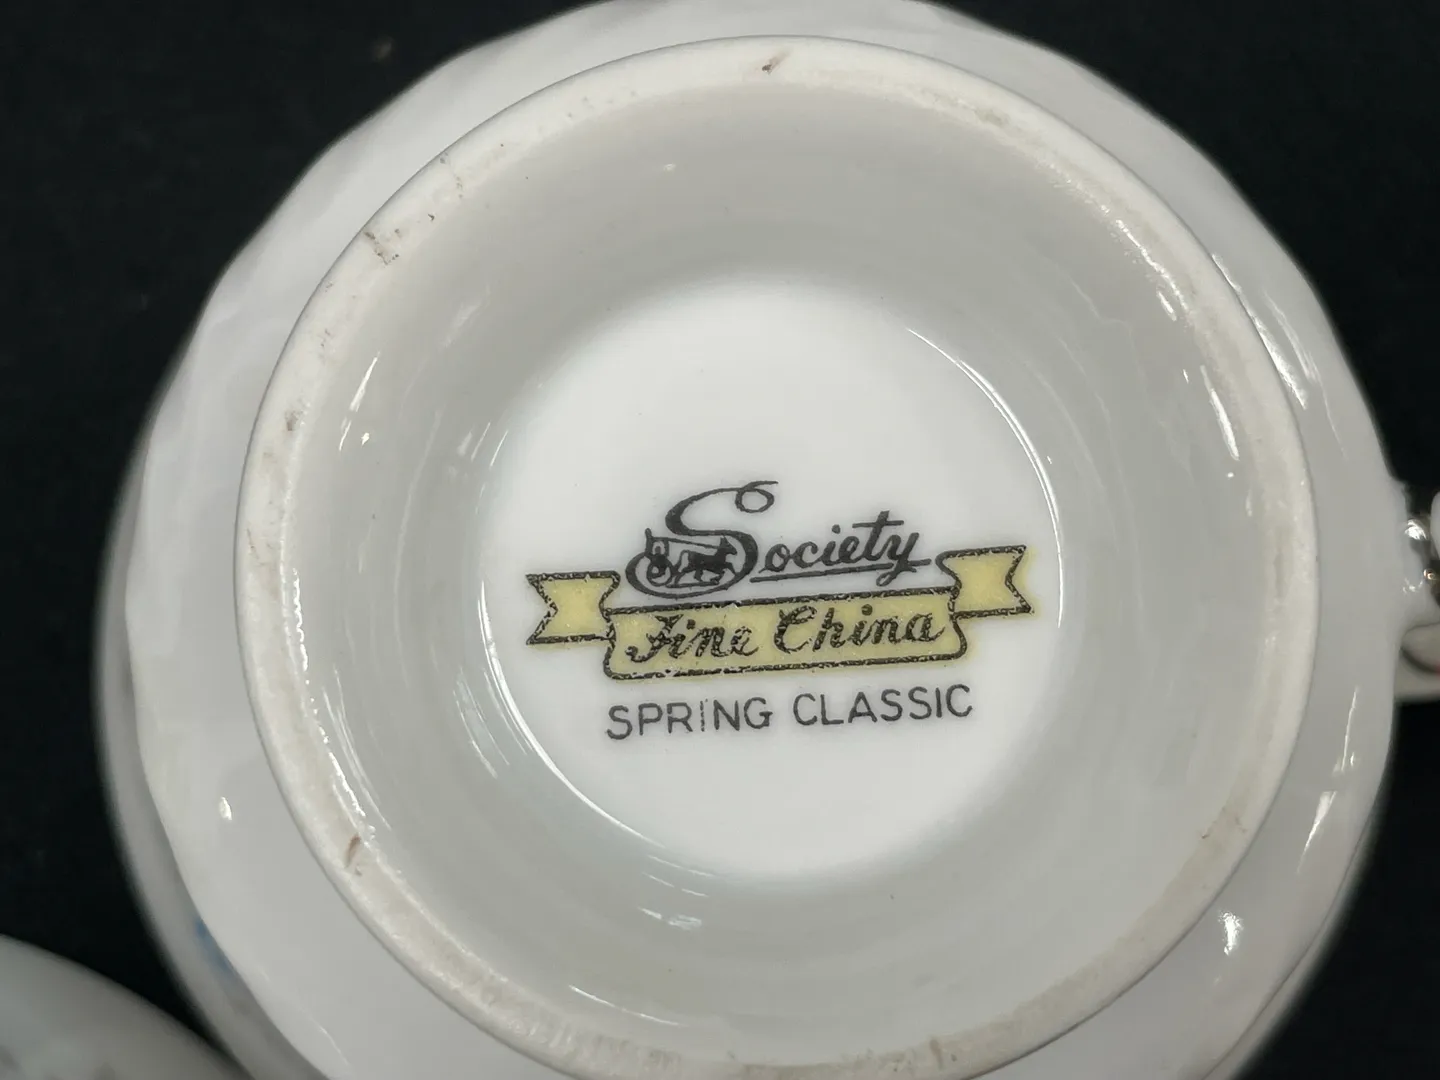 Society
Fine China
SPRING CLASSIC